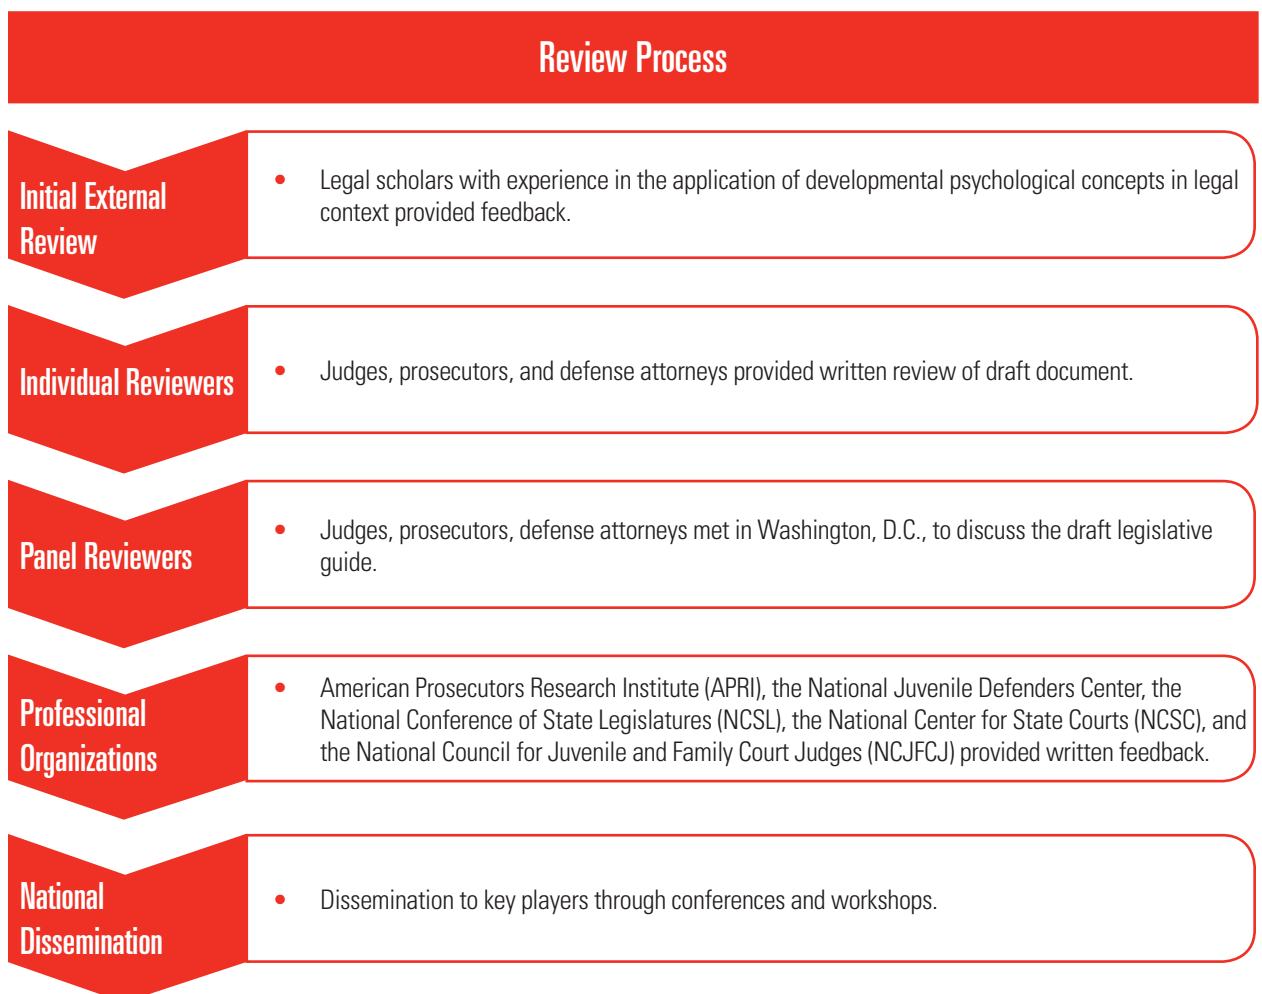 Review Process
Initial External
Review
• Legal scholars with experience in the application of developmental psychological concepts in legal
context provided feedback.
Individual Reviewers
• Judges, prosecutors, and defense attorneys provided written review of draft document.
Panel Reviewers
• Judges, prosecutors, defense attorneys met in Washington, D.C., to discuss the draft legislative
guide.
Professional
Organizations
• American Prosecutors Research Institute (APRI), the National Juvenile Defenders Center, the
National Conference of State Legislatures (NCSL), the National Center for State Courts (NCSC), and
the National Council for Juvenile and Family Court Judges (NCJFCJ) provided written feedback.
National
Dissemination
• Dissemination to key players through conferences and workshops.